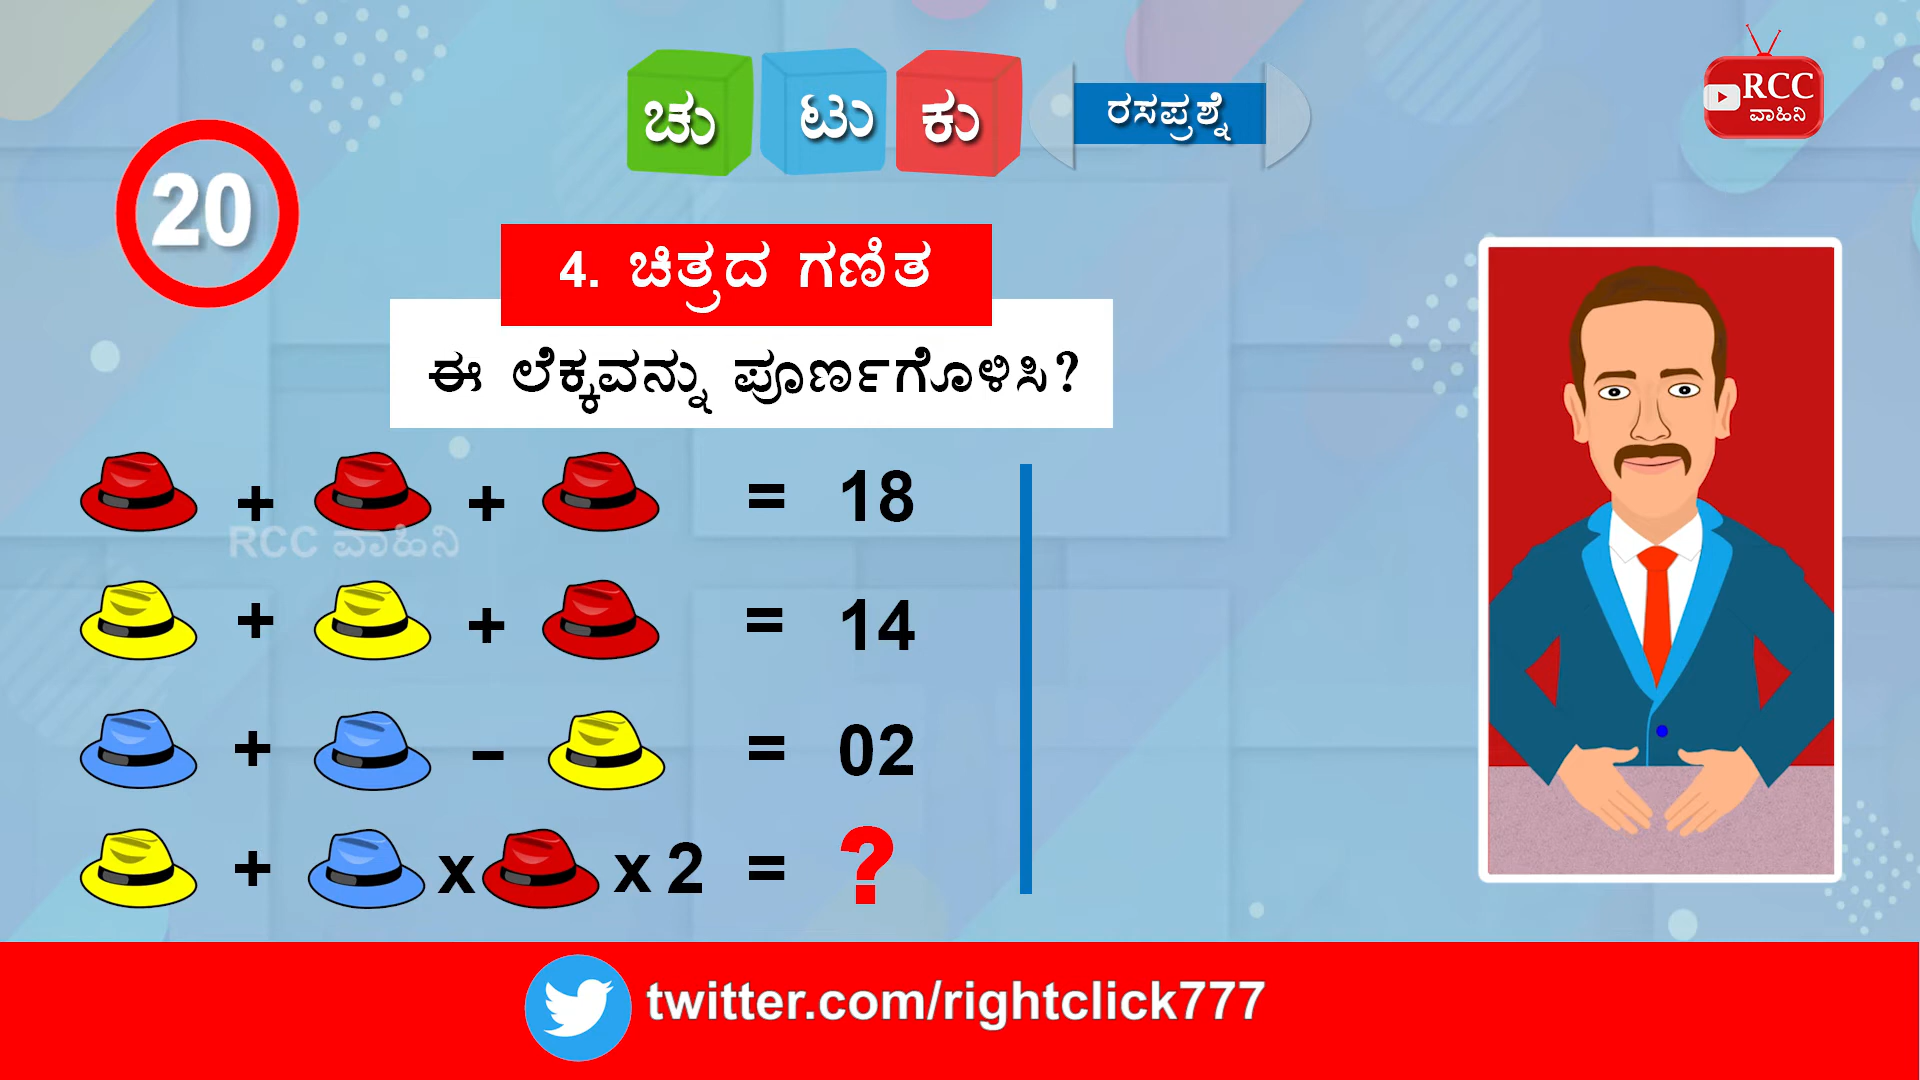 ಚು ಟು ಕು ರಸಪ್ರಶ್ನೆ
RCC
ವಾಹಿನಿ
20
4. ಚಿತ್ರದ ಗಣಿತ
ಈ ಲೆಕ್ಕವನ್ನು ಪೂರ್ಣಗೊಳಿಸಿ?
+ + = 18
RCC ವಾಹಿನಿ
+ + = 14
+ - = 02
+ x x 2 = ?
twitter.com/rightclick777